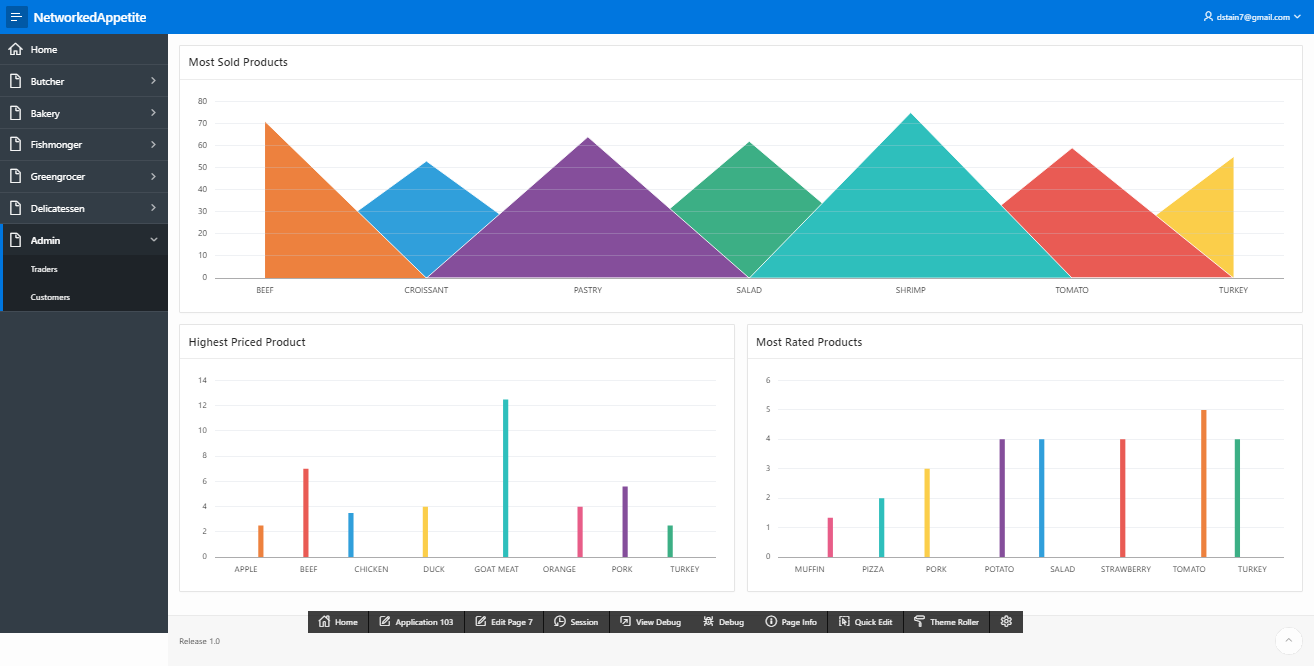 NetworkedAppetite
dstain7@gmail.com
Home
Butcher
Bakery
Fishmonger
Greengrocer
Delicatessen
Admin
Traders
Customers
Most Sold Products
80
70
60
50
40
30
20
10
0
BEEF CROISSANT PASTRY SALAD SHRIMP TOMATO TURKEY
Highest Priced Product
14
12
10
8
6
4
2
0
APPLE BEEF CHICKEN DUCK GOAT MEAT ORANGE PORK TURKEY
Most Rated Products
6
5
4
3
2
1
0
MUFFIN PIZZA PORK POTATO SALAD STRAWBERRY TOMATO TURKEY
Home Application 103 Edit Page 7 Session View Debug Debug Page Info Quick Edit Theme Roller
Release 1.0